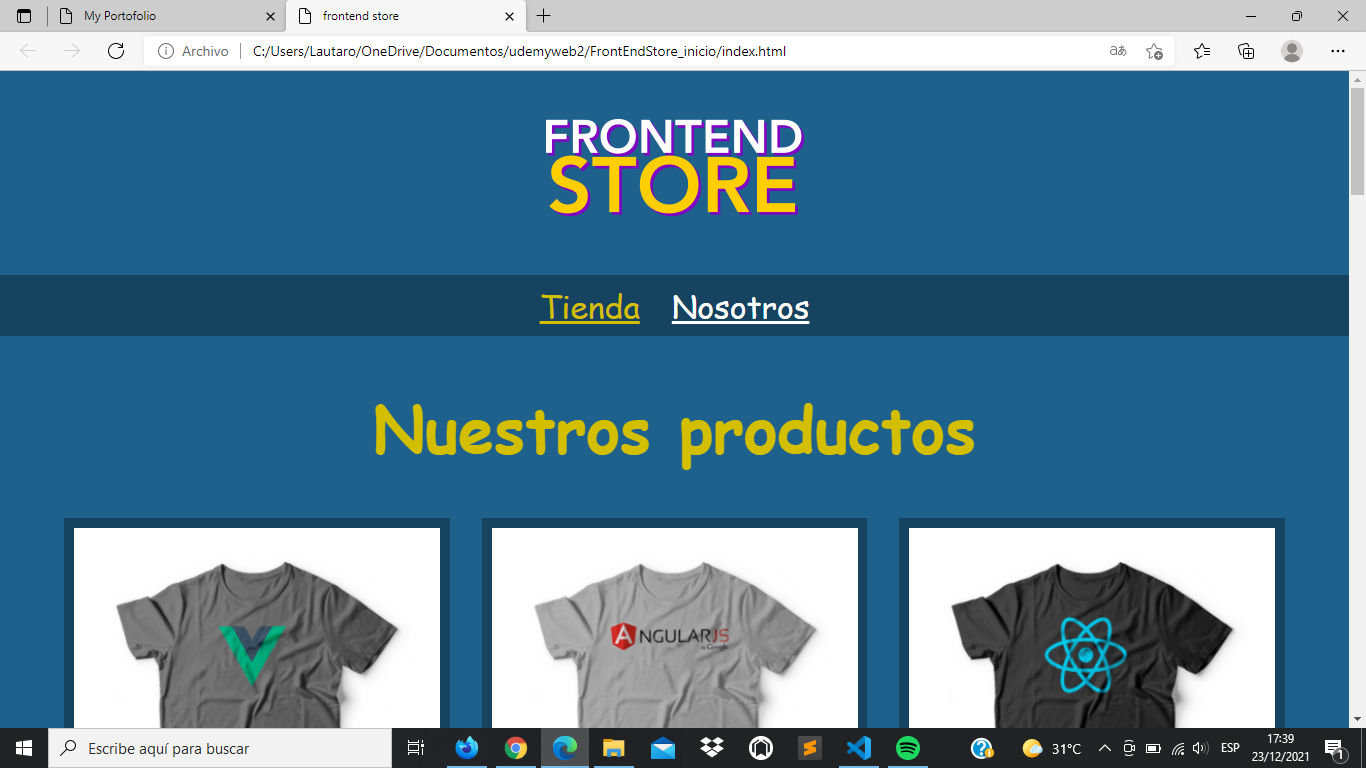 My Portofolio
frontend store
Archivo
C:/Users/Lautaro/OneDrive/Documentos/udemyweb2/FrontEndStore_inicio/index.html
FRONTEND
STORE
Tienda Nosotros
Nuestros productos
ANGULARJS
by Google
Escribe aquí para buscar
31°C
ESP
17:39
23/12/2021
1